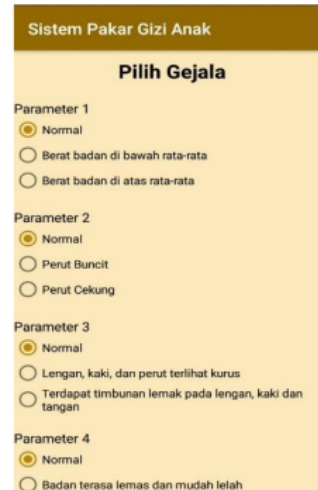 Sistem Pakar Gizi Anak
Pilih Gejala
Parameter 1
Normal
Berat badan di bawah rata-rata
Berat badan di atas rata-rata
Parameter 2
Normal
Perut Buncit
Perut Cekung
Parameter 3
Normal
Lengan, kaki, dan perut terlihat kurus
Terdapat timbunan lemak pada lengan, kaki dan
tangan
Parameter 4
Normal
Badan terasa lemas dan mudah lelah